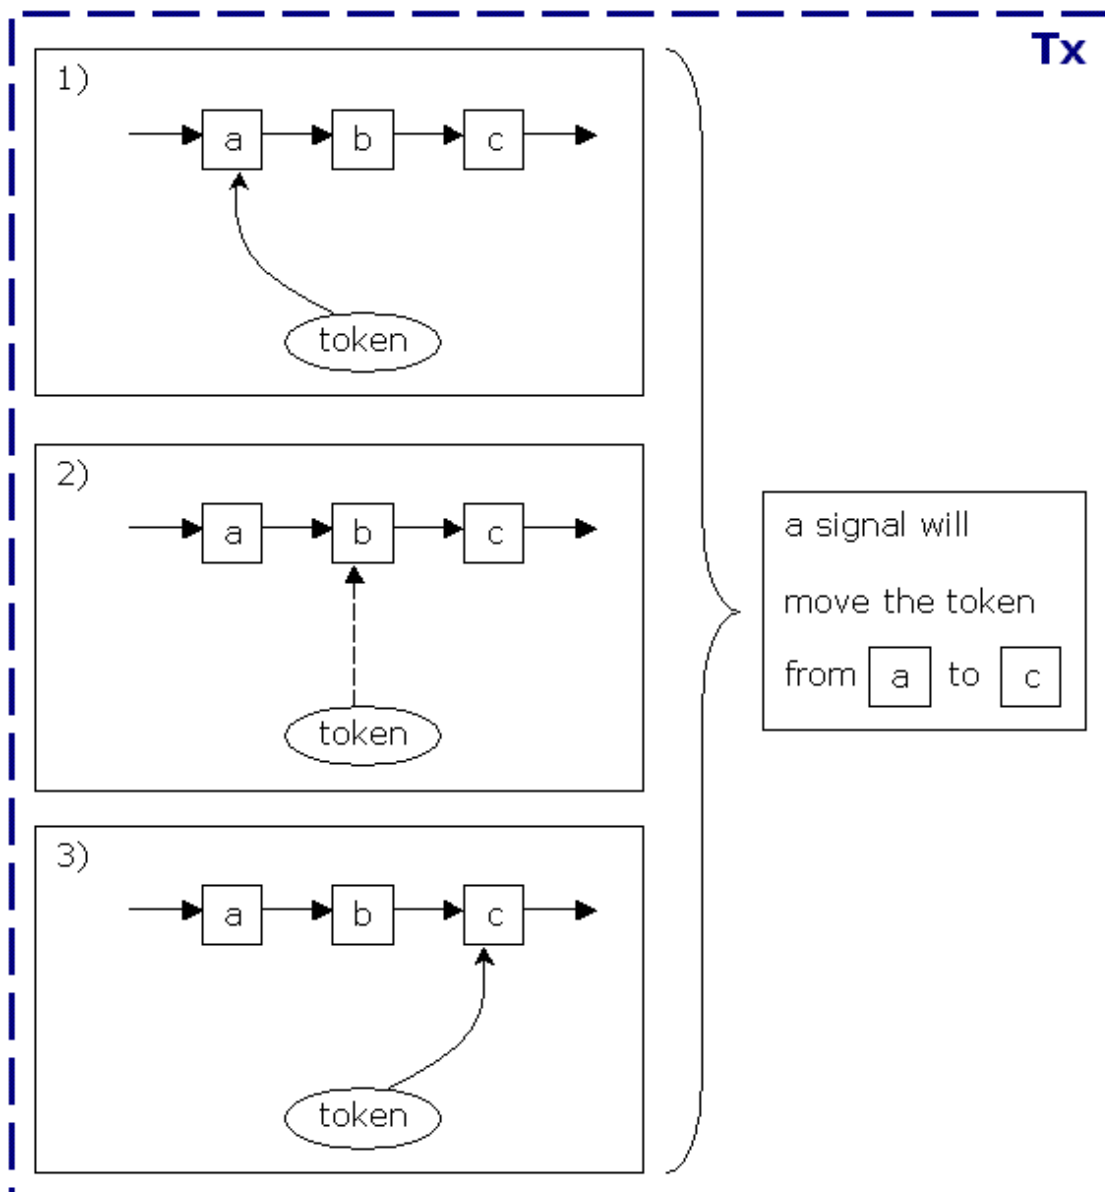 Tx
1)
a b c
token
2)
a b c
token
3)
a b c
token
a signal will
move the token
from a to c